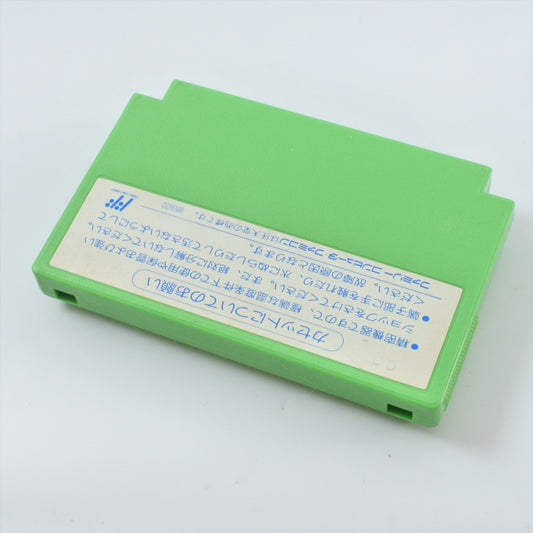 カセットについてのお願い
●精密機器ですので、極端な温度条件下での使用や保管および強い
ショックをさけてください。また、絶対に分解しないでください。
●端子部に手を触れたり、水にぬらしたりして汚さないようにして
ください。故障の原因となります。
ファミリーコンピュータ ファミコンは任天堂の商標です。 880600